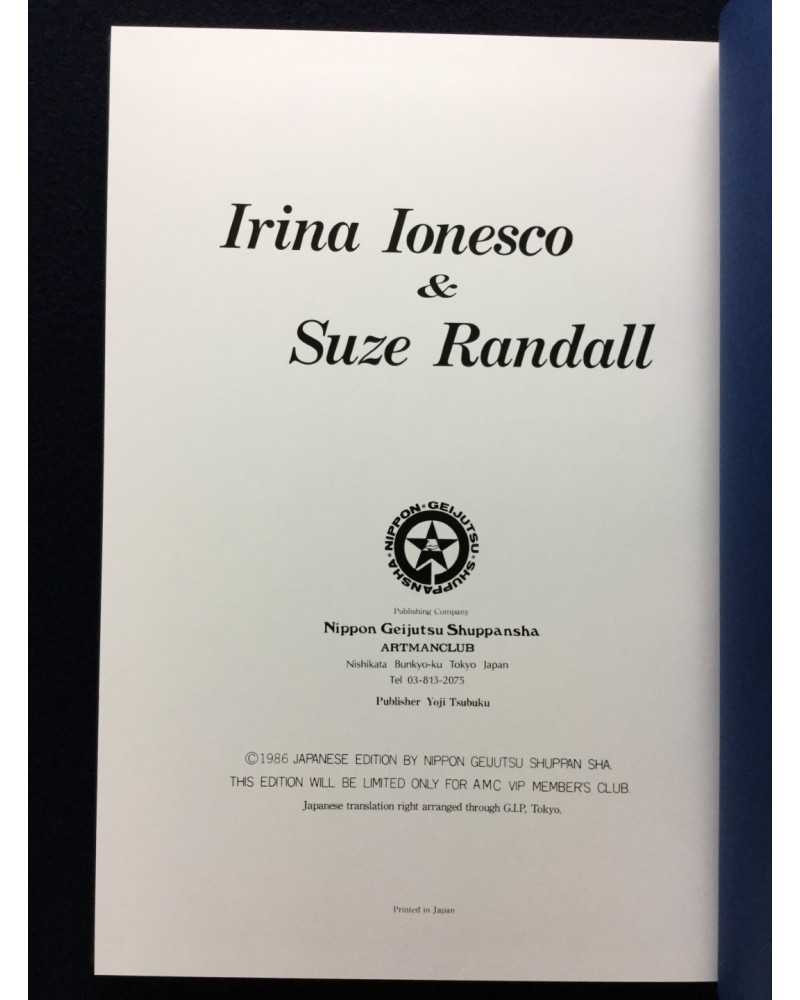 Irina Ionesco
&
Suze Randall
NIPPON·GEIJUTSU·SHUPPANSHA·
Publishing Company
Nippon Geijutsu Shuppansha
ARTMANCLUB
Nishikata Bunkyo-ku Tokyo Japan
Tel 03-813-2075
Publisher Yoji Tsubuku
©1986 JAPANESE EDITION BY NIPPON GEIJUTSU SHUPPAN SHA.
THIS EDITION WILL BE LIMITED ONLY FOR A M C VIP MEMBER'S CLUB.
Japanese translation right arranged through G.I.P., Tokyo.
Printed in Japan